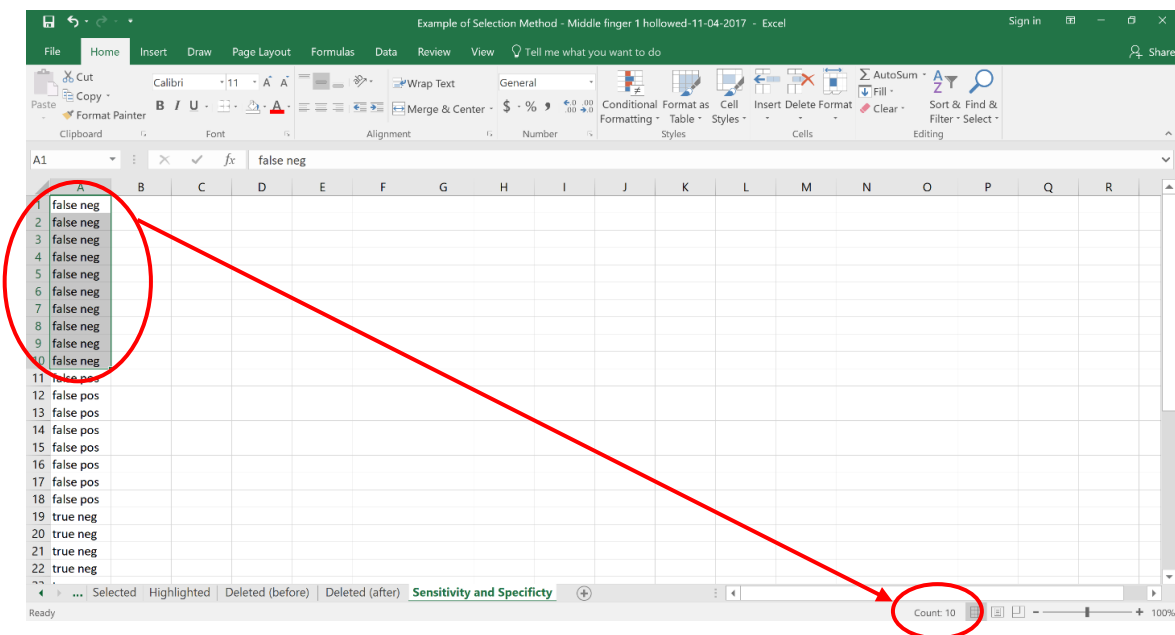 Example of Selection Method - Middle finger 1 hollowed-11-04-2017 - Excel Sign in
File Home Insert Draw Page Layout Formulas Data Review View Tell me what you want to do Share
Paste
Cut
Copy
Format Painter
Clipboard
Calibri 11 A A
B I U A
Font
Wrap Text
Merge & Center
Alignment
General
$ % , .0 .00 .00 .0
Number
Conditional Formatting
Format as Table
Cell Styles
Styles
Insert Delete Format
Cells
AutoSum
Fill
Clear
Sort & Filter
Find & Select
Editing
A1 fx false neg
A B C D E F G H I J K L M N O P Q R
1 false neg
2 false neg
3 false neg
4 false neg
5 false neg
6 false neg
7 false neg
8 false neg
9 false neg
10 false neg
11 false pos
12 false pos
13 false pos
14 false pos
15 false pos
16 false pos
17 false pos
18 false pos
19 true neg
20 true neg
21 true neg
22 true neg
... Selected Highlighted Deleted (before) Deleted (after) Sensitivity and Specificty
Ready Count: 10 - + 100%